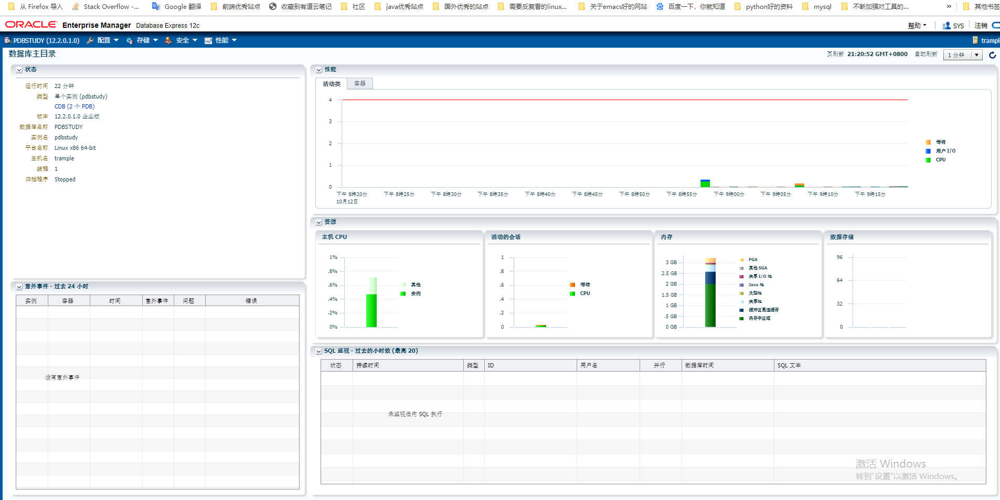 从 Firefox 导入 Stack Overflow -... Google 翻译 前端优秀站点 收藏到有道云笔记 社区 java优秀站点 国外优秀的站点 需要反复看的linux... 关于emacs好的网站 百度一下，你就知道 python好的资料 mysql 不断加强对工具的... » 其他书签
ORACLE Enterprise Manager Database Express 12c 帮助 SYS 注销
PDBSTUDY (12.2.0.1.0) 配置 存储 安全 性能 trampl
数据库主目录 页刷新 21:20:52 GMT+0800 自动刷新 1 分钟
状态
运行时间 22 分钟
类型 单个实例 (pdbstudy)
CDB (2 个 PDB)
版本 12.2.0.1.0 企业版
数据库名称 PDBSTUDY
实例名 pdbstudy
平台名称 Linux x86 64-bit
主机名 trample
线程 1
归档程序 Stopped
性能
活动类 容器
4
3
2
1
0
下午 8時20分 下午 8時25分 下午 8時30分 下午 8時35分 下午 8時40分 下午 8時45分 下午 8時50分 下午 8時55分 下午 9時00分 下午 9時05分 下午 9時10分 下午 9時15分
10月12日
等待
用户 I/O
CPU
资源
主机 CPU
1%
.8%
.6%
.4%
.2%
0%
其他
实例
活动的会话
1
.8
.6
.4
.2
0
等待
CPU
内存
3 GB
2.5 GB
2 GB
1.5 GB
1 GB
.5 GB
0 GB
PGA
其他 SGA
共享 I/O 池
Java 池
大型池
共享池
缓冲区高速缓存
内存中区域
数据存储
96
64
32
0
意外事件 - 过去 24 小时
实例 容器 时间 意外事件 问题 错误
没有意外事件
SQL 监视 - 过去的小时数 (最高 20)
状态 持续时间 类型 ID 用户名 并行 数据库时间 SQL 文本
未监视任何 SQL 执行
激活 Windows
转到“设置”以激活 Windows。